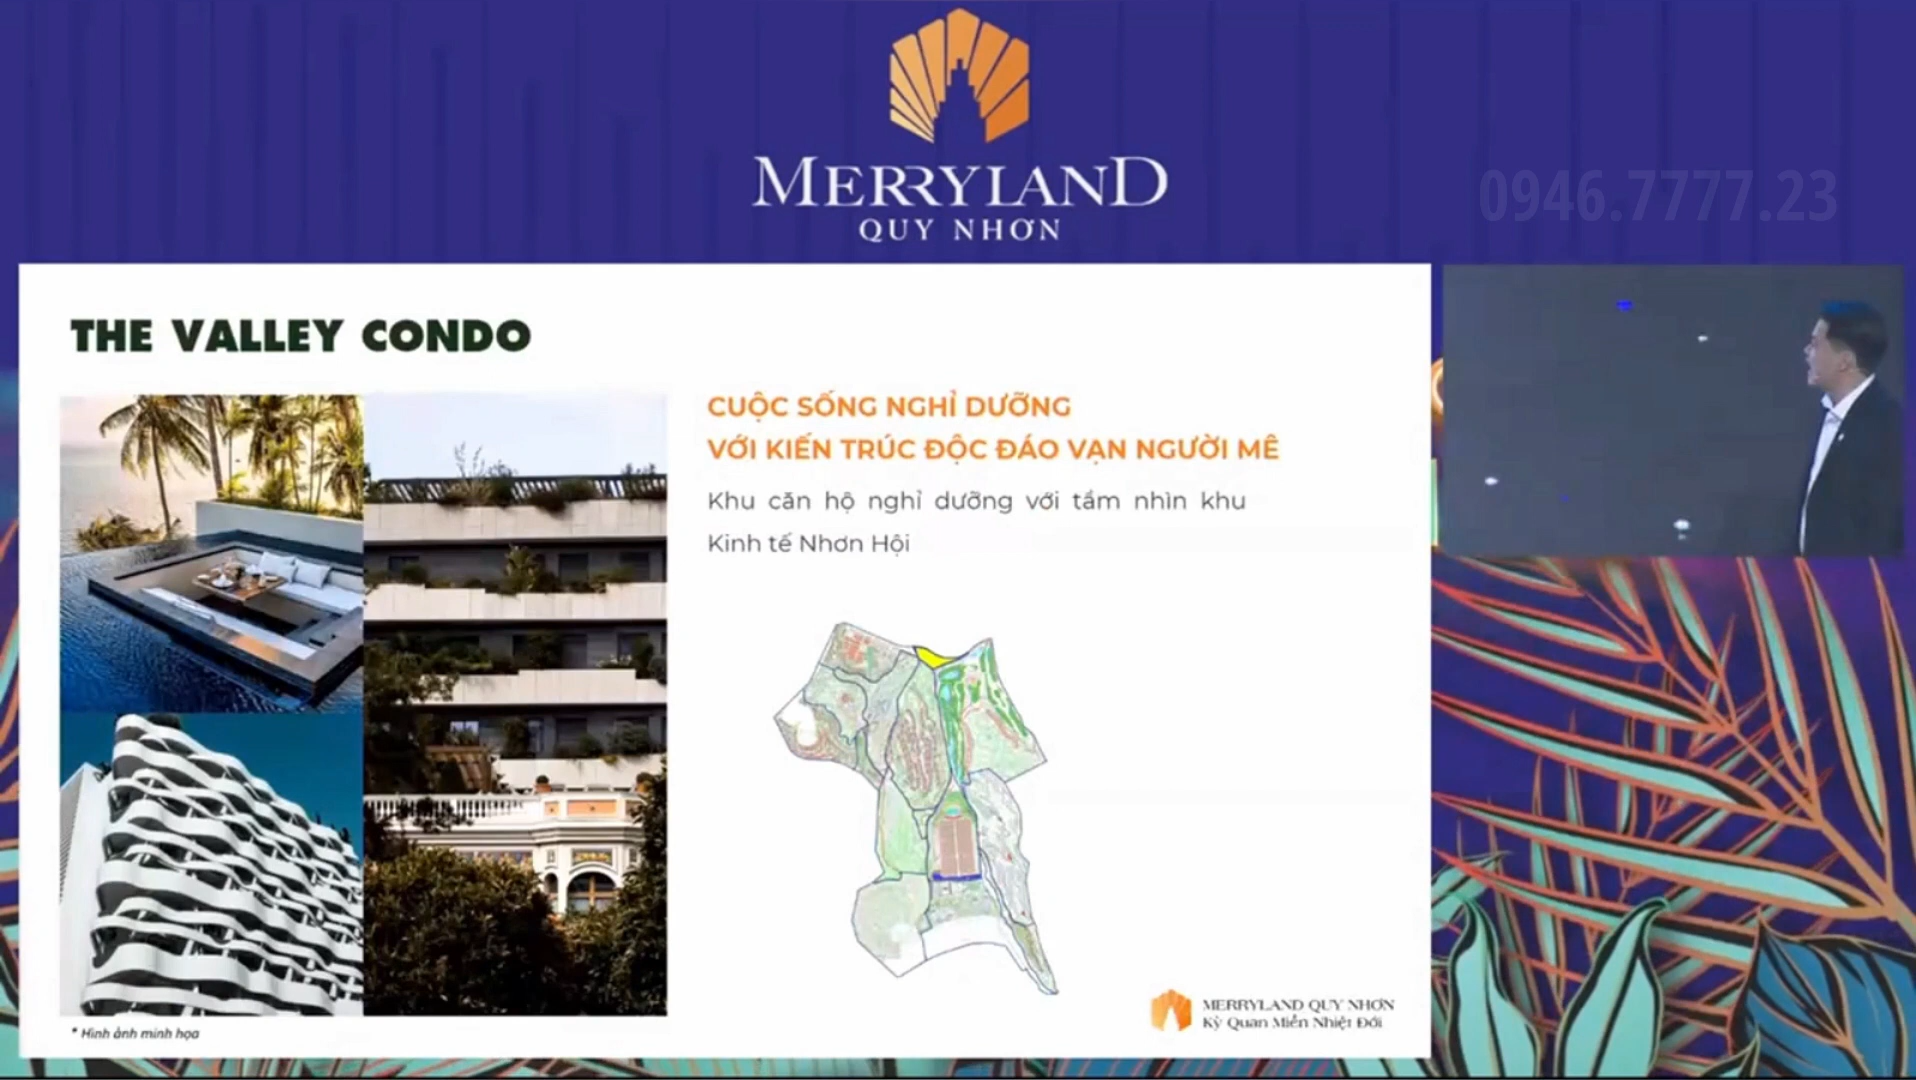 MERRYLAND
QUY NHƠN
0946.7777.23
THE VALLEY CONDO
CUỘC SỐNG NGHỈ DƯỠNG
VỚI KIẾN TRÚC ĐỘC ĐÁO VẠN NGƯỜI MÊ
Khu căn hộ nghỉ dưỡng với tầm nhìn khu
Kinh tế Nhơn Hội
* Hình ảnh minh họa
MERRYLAND QUY NHƠN
Kỳ Quan Miền Nhiệt Đới